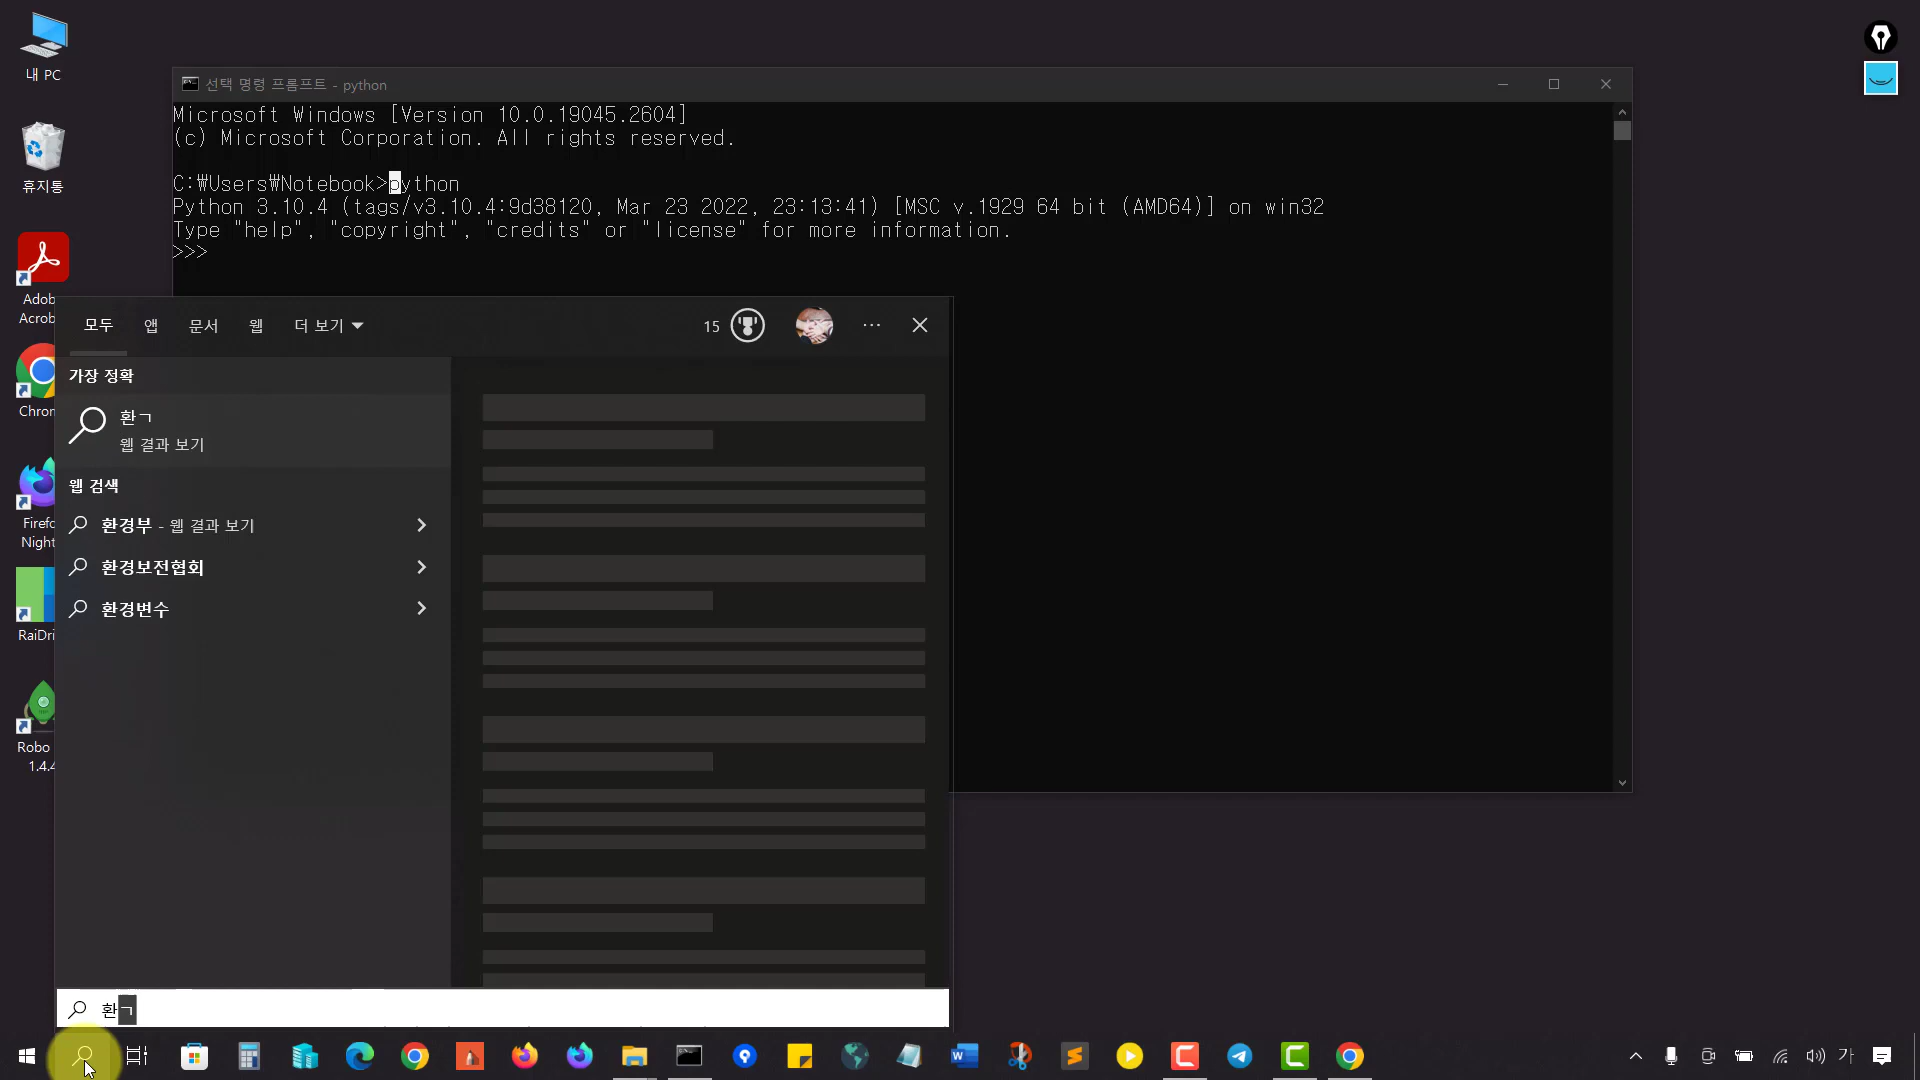 내 PC
휴지통
Adob
Acro
Chron
Firefo
Night
RaiDri
Robo
1.4.4
선택 명령 프롬프트 - python
Microsoft Windows [Version 10.0.19045.2604]
(c) Microsoft Corporation. All rights reserved.
C:₩Users₩Notebook>python
Python 3.10.4 (tags/v3.10.4:9d38120, Mar 23 2022, 23:13:41) [MSC v.1929 64 bit (AMD64)] on win32
Type "help", "copyright", "credits" or "license" for more information.
>>>
모두 앱 문서 웹 더 보기 15
가장 정확
환ㄱ
웹 결과 보기
웹 검색
환경부 - 웹 결과 보기
환경보전협회
환경변수
환ㄱ
가